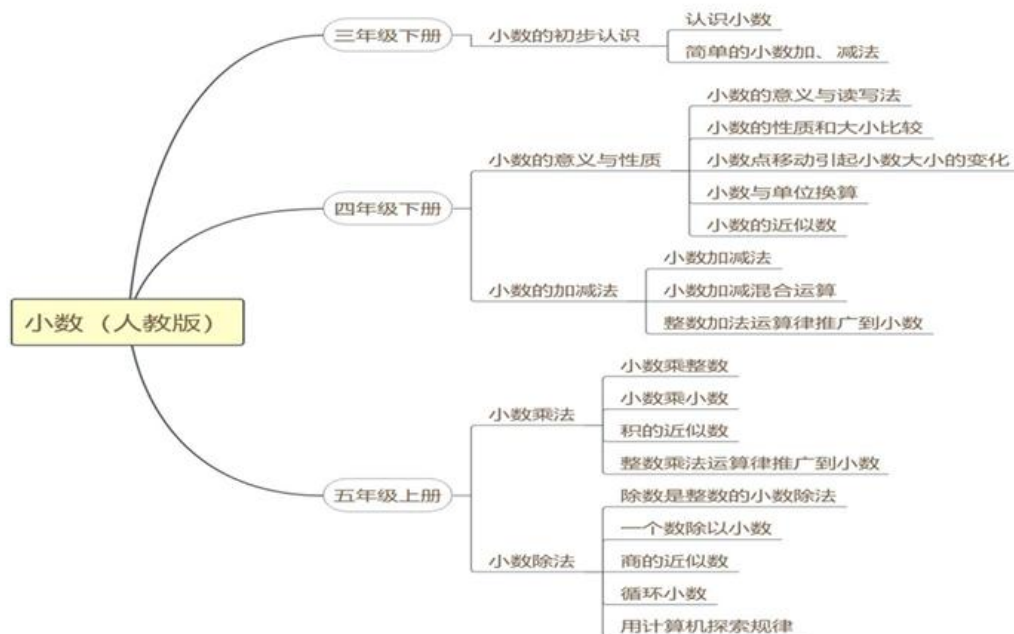 小数（人教版）
三年级下册
小数的初步认识
认识小数
简单的小数加、减法
四年级下册
小数的意义与性质
小数的意义与读写法
小数的性质和大小比较
小数点移动引起小数大小的变化
小数与单位换算
小数的近似数
小数的加减法
小数加减法
小数加减混合运算
整数加法运算律推广到小数
五年级上册
小数乘法
小数乘整数
小数乘小数
积的近似数
整数乘法运算律推广到小数
小数除法
除数是整数的小数除法
一个数除以小数
商的近似数
循环小数
用计算机探索规律